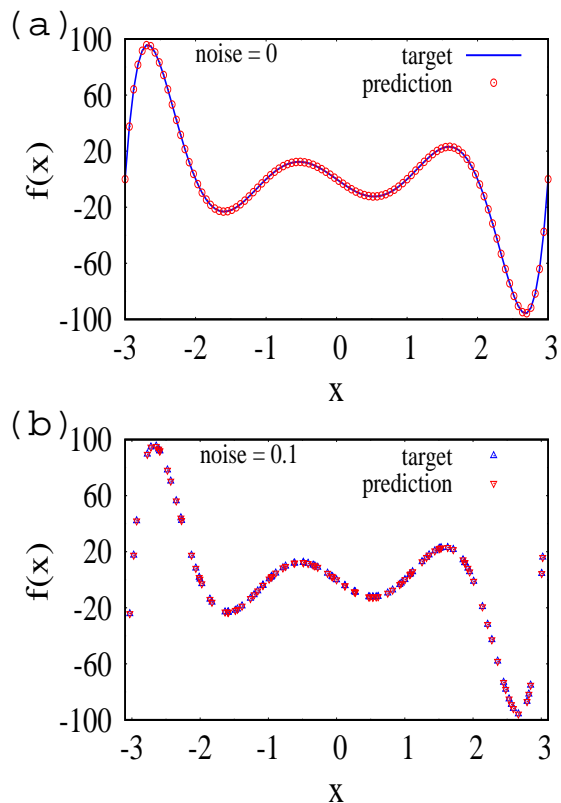 (a)
100
noise = 0
target
prediction
60
20
-20
-60
-100
f(x)
-3 -2 -1 0 1 2 3
x
(b)
100
noise = 0.1
target
prediction
60
20
-20
-60
-100
f(x)
-3 -2 -1 0 1 2 3
x